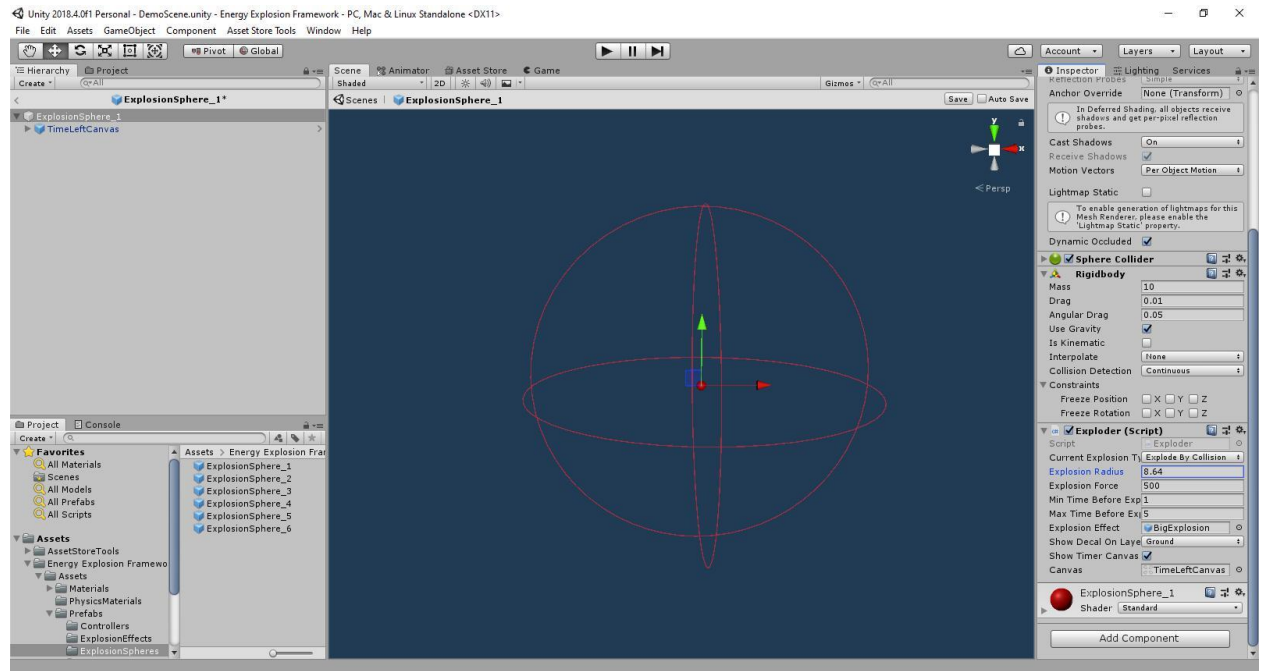 Unity 2018.4.0f1 Personal - DemoScene.unity - Energy Explosion Framework - PC, Mac & Linux Standalone <DX11>
File Edit Assets GameObject Component Asset Store Tools Window Help
Pivot Global Account Layers Layout
Hierarchy Project
Create All
ExplosionSphere_1*
ExplosionSphere_1
TimeLeftCanvas
Scene Animator Asset Store Game
Shaded 2D Gizmos All
Scenes ExplosionSphere_1 Save Auto Save
y
x
Persp
Project Console
Create
Favorites
All Materials
Scenes
All Models
All Prefabs
All Scripts
Assets
AssetStoreTools
Energy Explosion Framewo
Assets
Materials
PhysicsMaterials
Prefabs
Controllers
ExplosionEffects
ExplosionSpheres
Assets > Energy Explosion Fran
ExplosionSphere_1
ExplosionSphere_2
ExplosionSphere_3
ExplosionSphere_4
ExplosionSphere_5
ExplosionSphere_6
Inspector Lighting Services
Reflection Probes Simple
Anchor Override None (Transform)
In Deferred Shading, all objects receive
shadows and get per-pixel reflection
probes.
Cast Shadows On
Receive Shadows
Motion Vectors Per Object Motion
Lightmap Static
To enable generation of lightmaps for this
Mesh Renderer, please enable the
'Lightmap Static' property.
Dynamic Occluded
Sphere Collider
Rigidbody
Mass 10
Drag 0.01
Angular Drag 0.05
Use Gravity
Is Kinematic
Interpolate None
Collision Detection Continuous
Constraints
Freeze Position X Y Z
Freeze Rotation X Y Z
Exploder (Script)
Script Exploder
Current Explosion Ty Explode By Collision
Explosion Radius 8.64
Explosion Force 500
Min Time Before Exp 1
Max Time Before Exp 5
Explosion Effect BigExplosion
Show Decal On Laye Ground
Show Timer Canvas
Canvas TimeLeftCanvas
ExplosionSphere_1
Shader Standard
Add Component